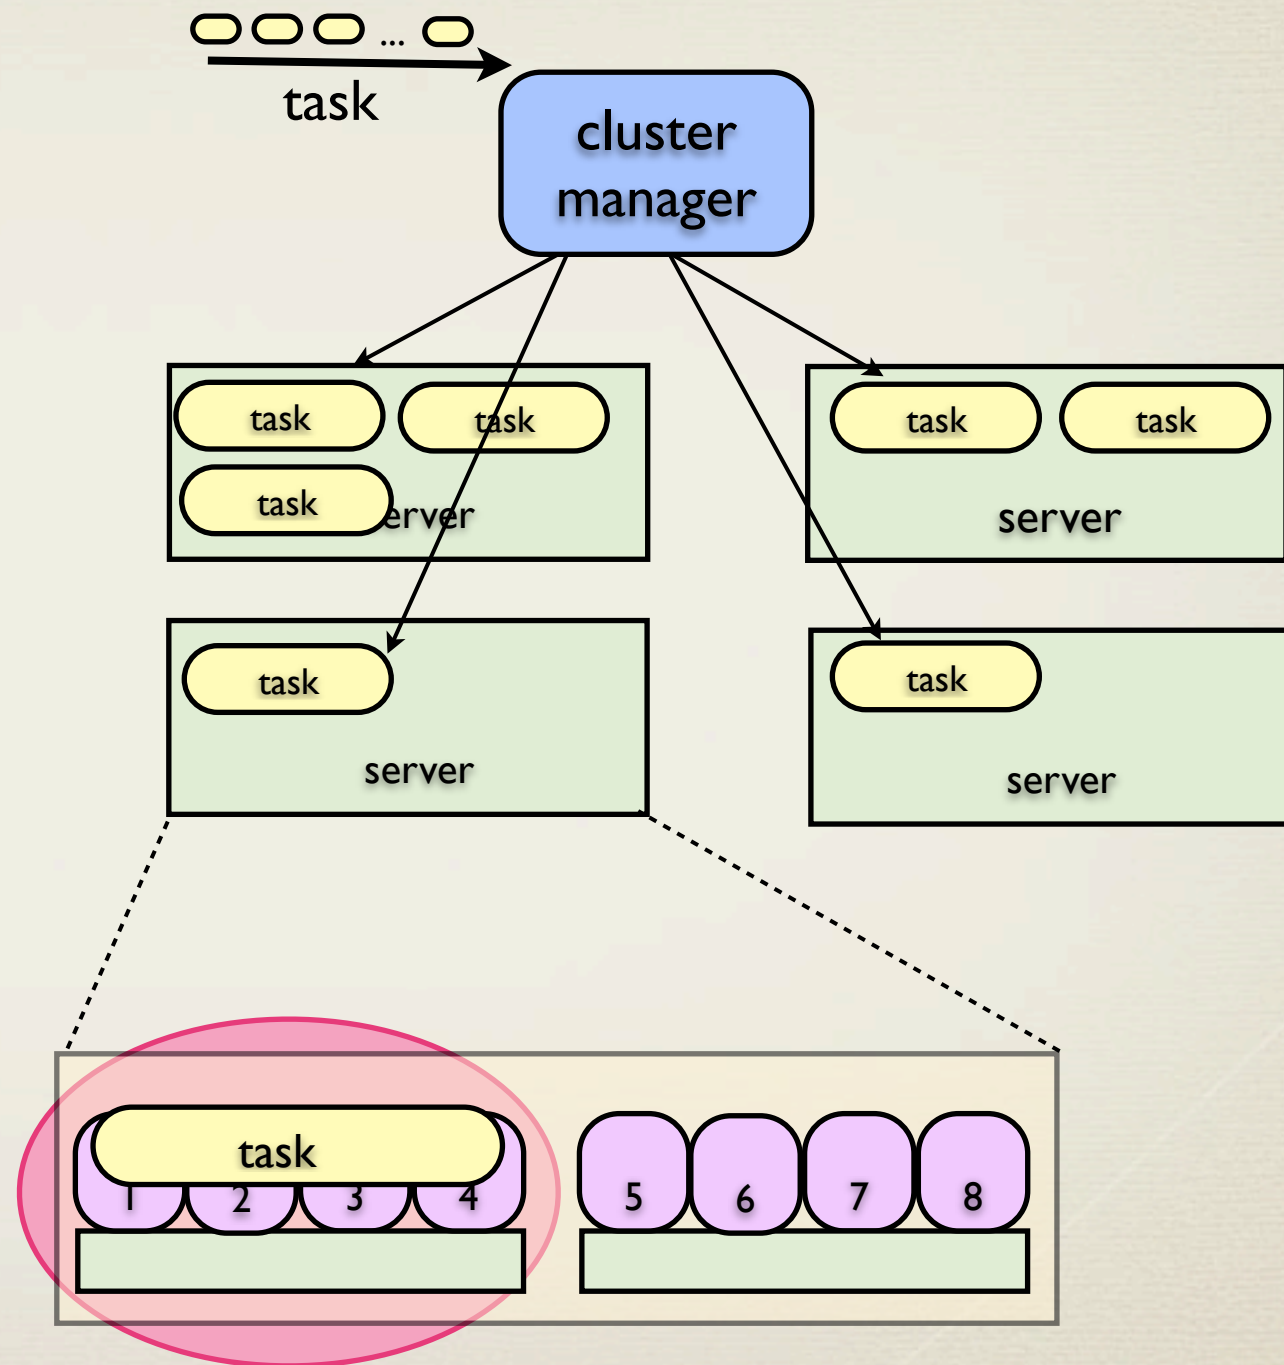 ...
task
cluster
manager
task
task
task
erver
task
task
server
task
server
task
server
task
1
2
3
4
5
6
7
8